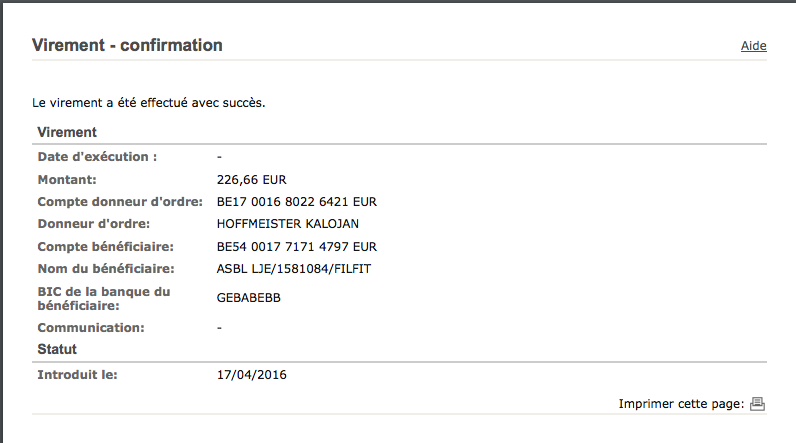 Virement - confirmation
Aide
Le virement a été effectué avec succès.
Virement
Date d'exécution : -
Montant: 226,66 EUR
Compte donneur d'ordre: BE17 0016 8022 6421 EUR
Donneur d'ordre: HOFFMEISTER KALOJAN
Compte bénéficiaire: BE54 0017 7171 4797 EUR
Nom du bénéficiaire: ASBL LJE/1581084/FILFIT
BIC de la banque du
bénéficiaire: GEBABEBB
Communication: -
Statut
Introduit le: 17/04/2016
Imprimer cette page: